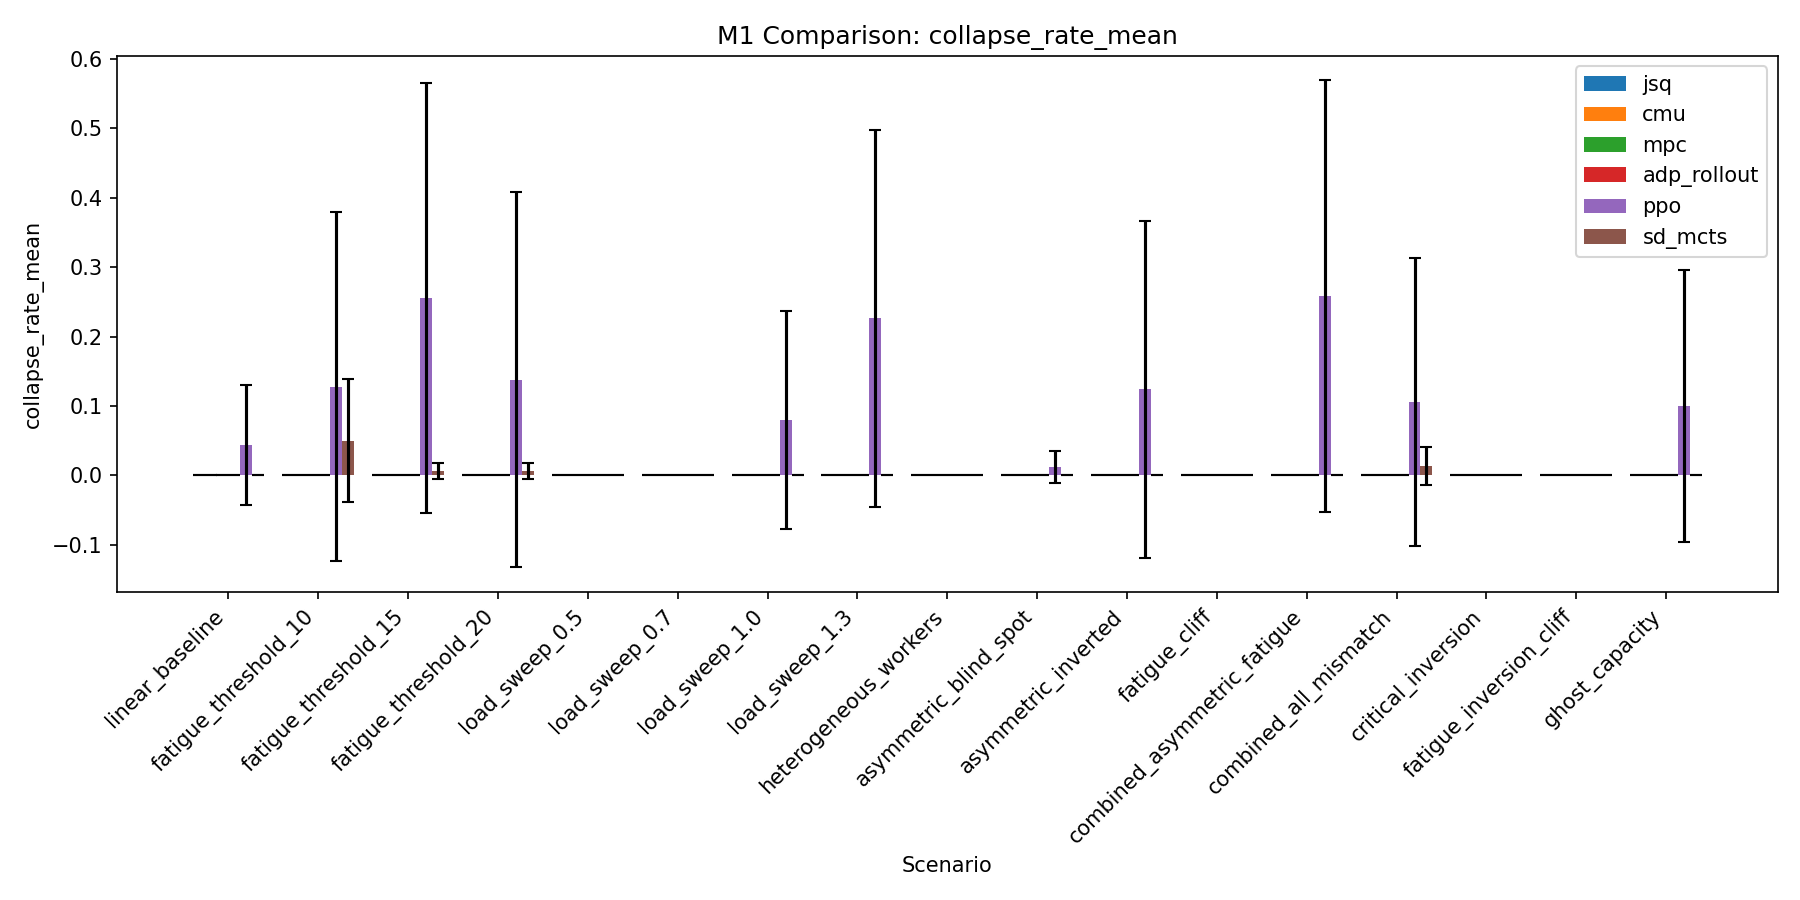 M1 Comparison: collapse_rate_mean
collapse_rate_mean
0.6
0.5
0.4
0.3
0.2
0.1
0.0
−0.1
jsq
cmu
mpc
adp_rollout
ppo
sd_mcts
linear_baseline
fatigue_threshold_10
fatigue_threshold_15
fatigue_threshold_20
load_sweep_0.5
load_sweep_0.7
load_sweep_1.0
load_sweep_1.3
heterogeneous_workers
asymmetric_blind_spot
asymmetric_inverted
fatigue_cliff
combined_asymmetric_fatigue
combined_all_mismatch
critical_inversion
fatigue_inversion_cliff
ghost_capacity
Scenario